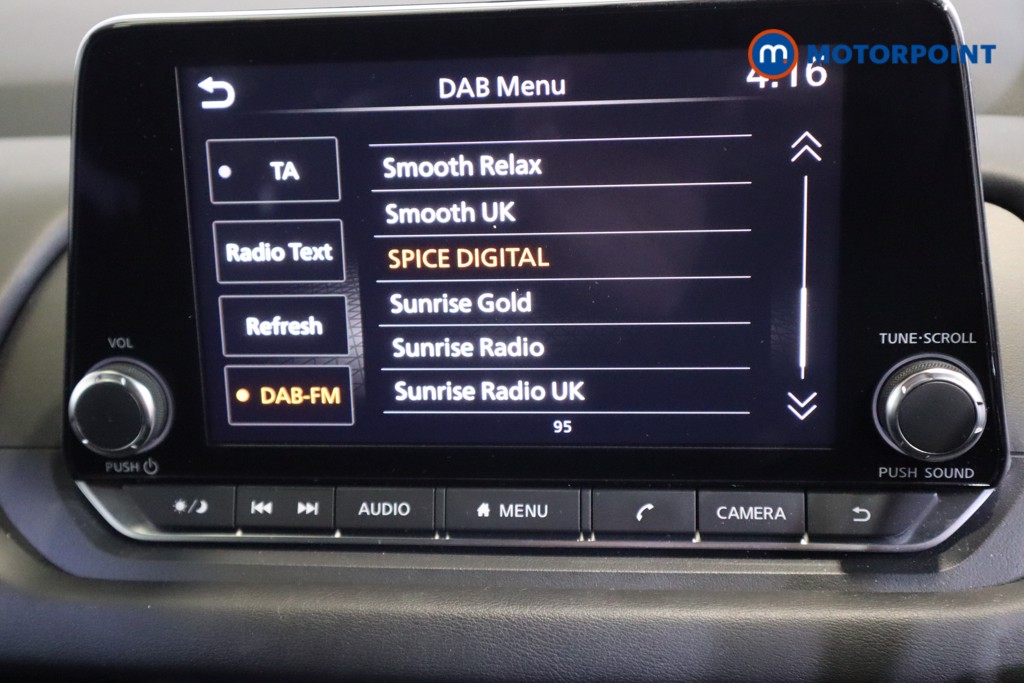 m. MOTORPOINT
DAB Menu
4:16
TA
Smooth Relax
Smooth UK
Radio Text
SPICE DIGITAL
Refresh
Sunrise Gold
Sunrise Radio
DAB-FM
Sunrise Radio UK
95
VOL
PUSH
TUNE·SCROLL
PUSH SOUND
AUDIO
MENU
CAMERA